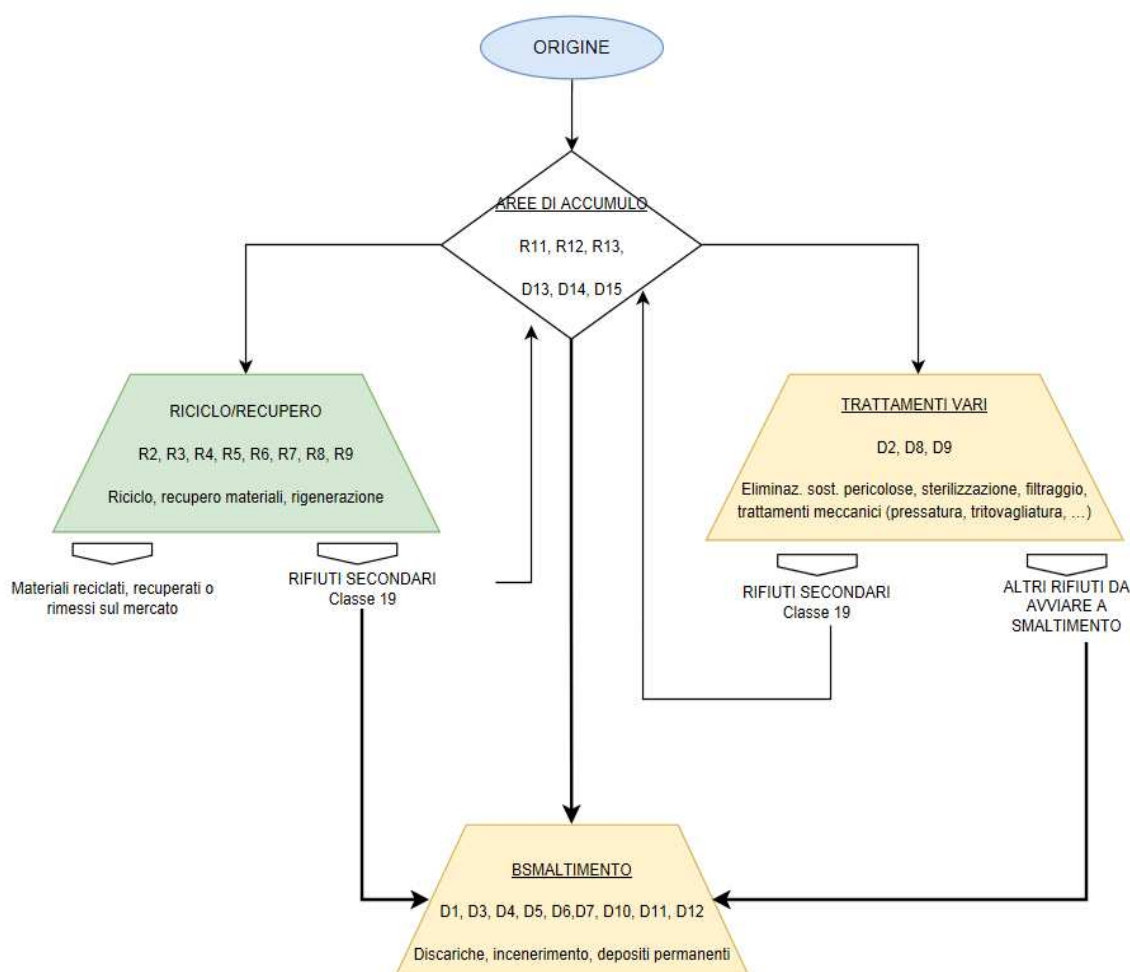 ORIGINE
AREE DI ACCUMULO
R11, R12, R13,
D13, D14, D15
RICICLO/RECUPERO
R2, R3, R4, R5, R6, R7, R8, R9
Riciclo, recupero materiali, rigenerazione
TRATTAMENTI VARI
D2, D8, D9
Eliminaz. sost. pericolose, sterilizzazione, filtraggio,
trattamenti meccanici (pressatura, tritovagliatura, ...)
Materiali reciclati, recuperati o
rimessi sul mercato
RIFIUTI SECONDARI
Classe 19
RIFIUTI SECONDARI
Classe 19
ALTRI RIFIUTI DA
AVVIARE A
SMALTIMENTO
BSMALTIMENTO
D1, D3, D4, D5, D6,D7, D10, D11, D12
Discariche, incenerimento, depositi permanenti